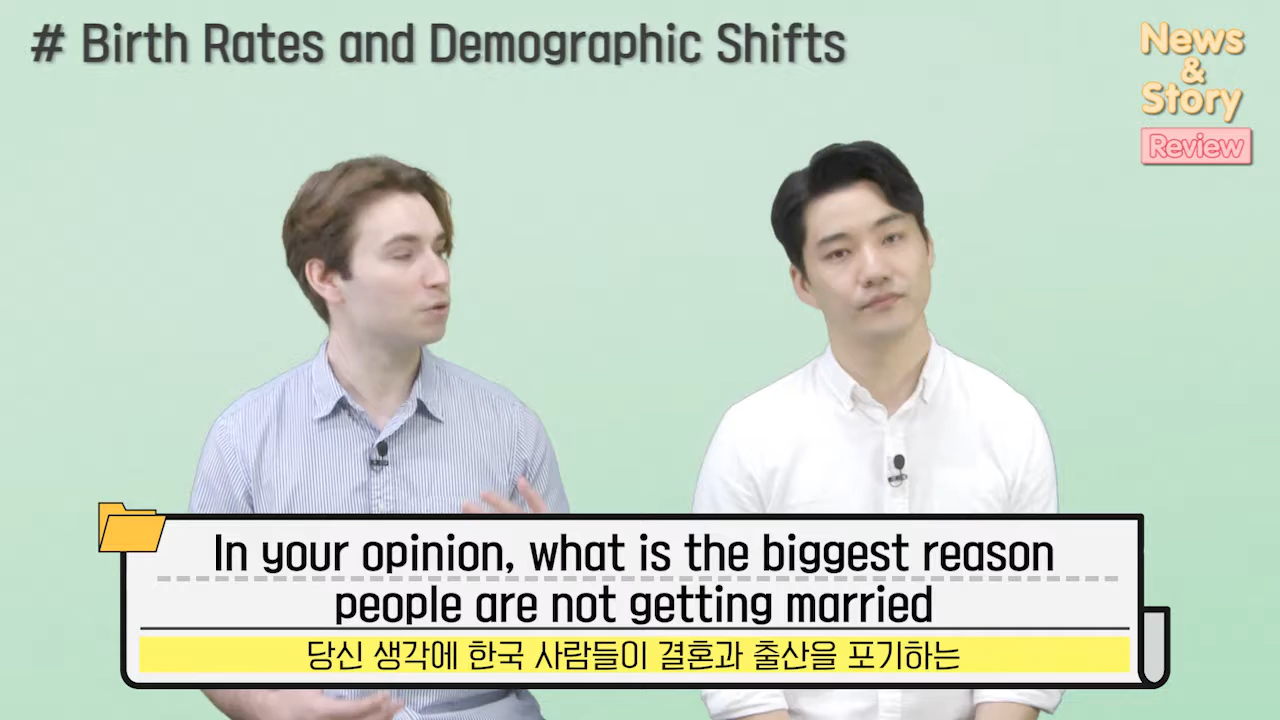 # Birth Rates and Demographic Shifts
News
&
Story
Review
In your opinion, what is the biggest reason
people are not getting married
당신 생각에 한국 사람들이 결혼과 출산을 포기하는